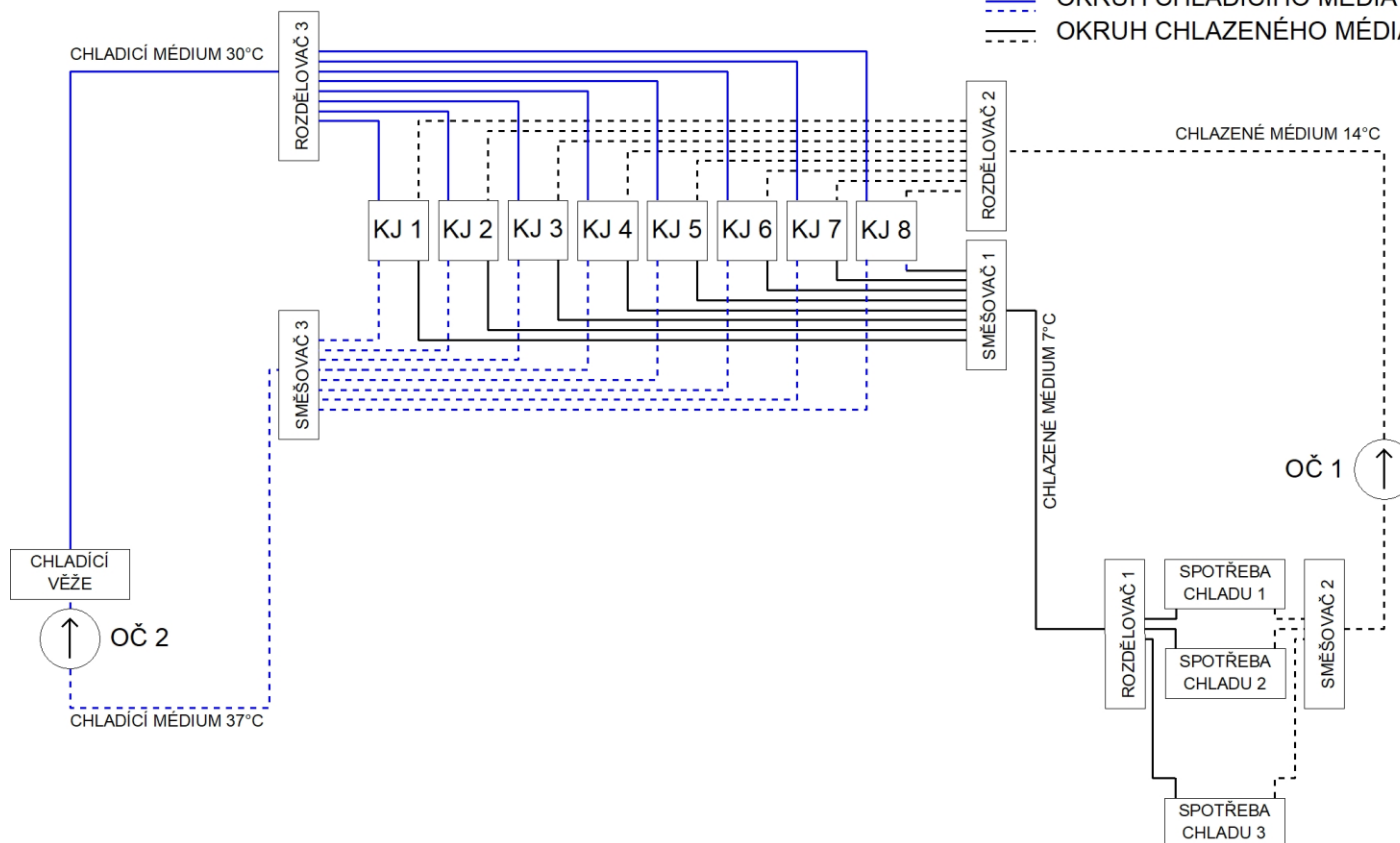 OKRUH CHLADICÍHO MÉDIA
OKRUH CHLAZENÉHO MÉDIA
CHLADICÍ MÉDIUM 30°C
ROZDĚLOVAČ 3
ROZDĚLOVAČ 2
CHLAZENÉ MÉDIUM 14°C
KJ 1
KJ 2
KJ 3
KJ 4
KJ 5
KJ 6
KJ 7
KJ 8
SMĚŠOVAČ 3
SMĚŠOVAČ 1
CHLAZENÉ MÉDIUM 7°C
OČ 1
CHLADÍCÍ
VĚŽE
OČ 2
CHLADÍCÍ MÉDIUM 37°C
ROZDĚLOVAČ 1
SPOTŘEBA
CHLADU 1
SPOTŘEBA
CHLADU 2
SPOTŘEBA
CHLADU 3
SMĚŠOVAČ 2